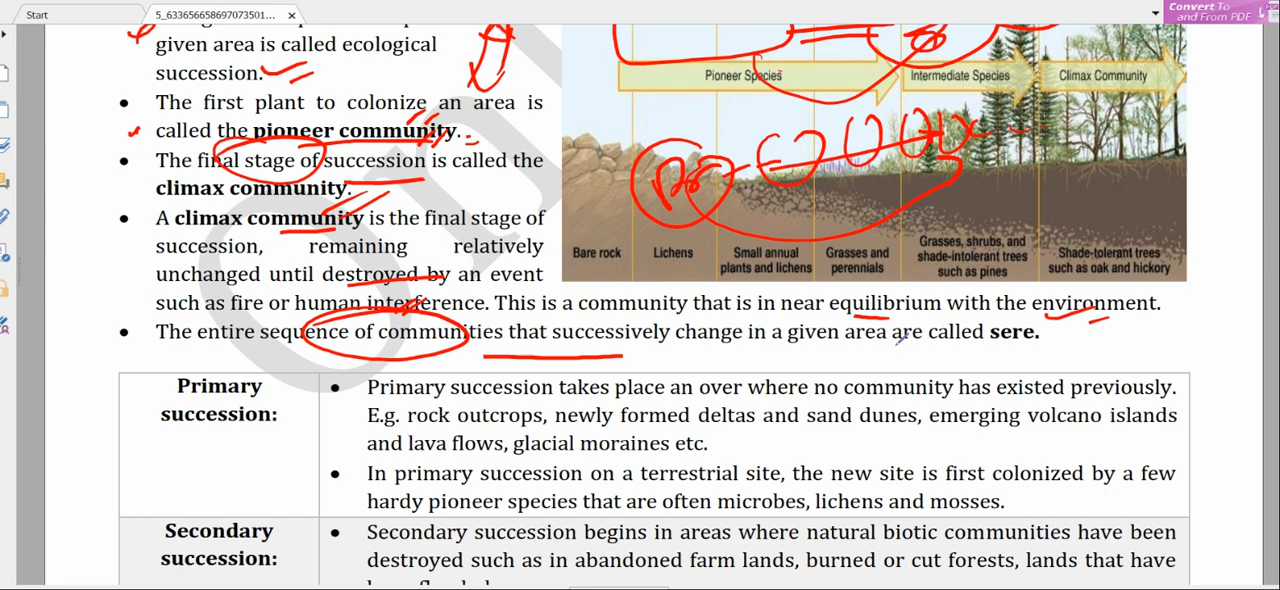 Start
5_633656658697073501...
Convert To
and From PDF
given area is called ecological
succession.
Pioneer Species
Intermediate Species
Climax Community
• The first plant to colonize an area is
called the pioneer community.
• The final stage of succession is called the
climax community.
• A climax community is the final stage of
succession, remaining relatively
unchanged until destroyed by an event
such as fire or human interference. This is a community that is in near equilibrium with the environment.
Bare rock
Lichens
Small annual
plants and lichens
Grasses and
perennials
Grasses, shrubs, and
shade-intolerant trees
such as pines
Shade-tolerant trees
such as oak and hickory
• The entire sequence of communities that successively change in a given area are called sere.
Primary
succession:
• Primary succession takes place an over where no community has existed previously.
E.g. rock outcrops, newly formed deltas and sand dunes, emerging volcano islands
and lava flows, glacial moraines etc.
• In primary succession on a terrestrial site, the new site is first colonized by a few
hardy pioneer species that are often microbes, lichens and mosses.
Secondary
succession:
• Secondary succession begins in areas where natural biotic communities have been
destroyed such as in abandoned farm lands, burned or cut forests, lands that have